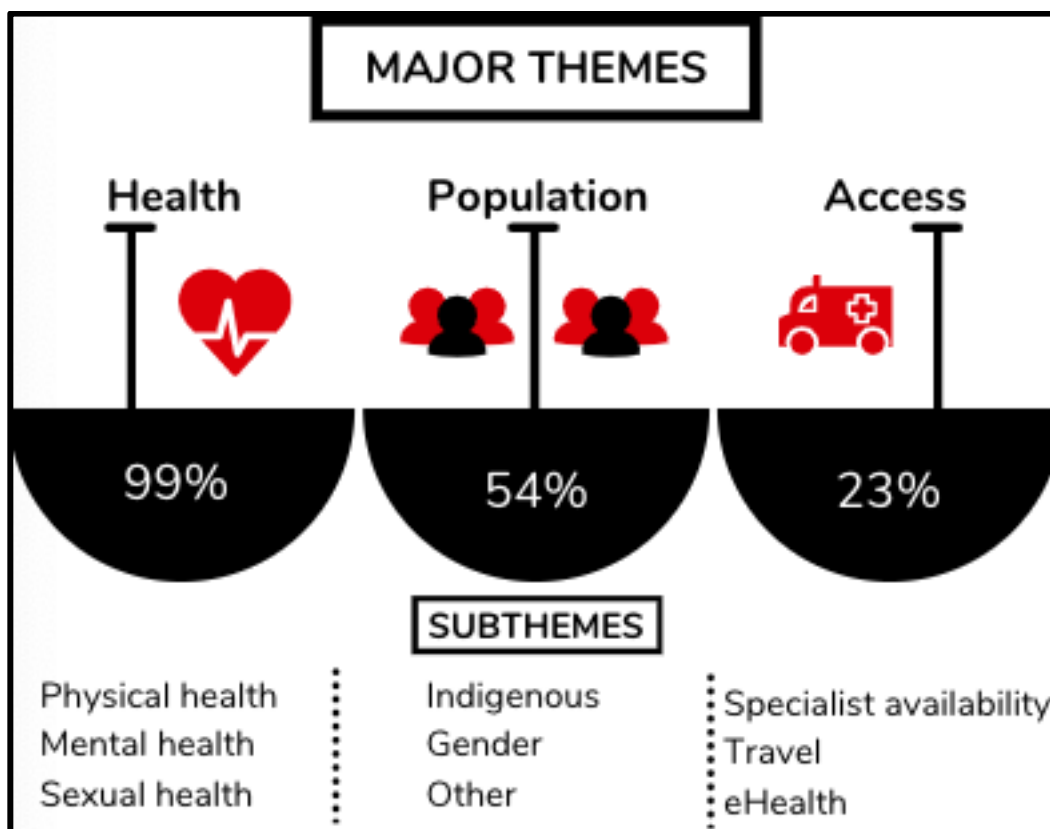 MAJOR THEMES
Health
Population
Access
99%
54%
23%
SUBTHEMES
Physical health
Mental health
Sexual health
Indigenous
Gender
Other
Specialist availability
Travel
eHealth